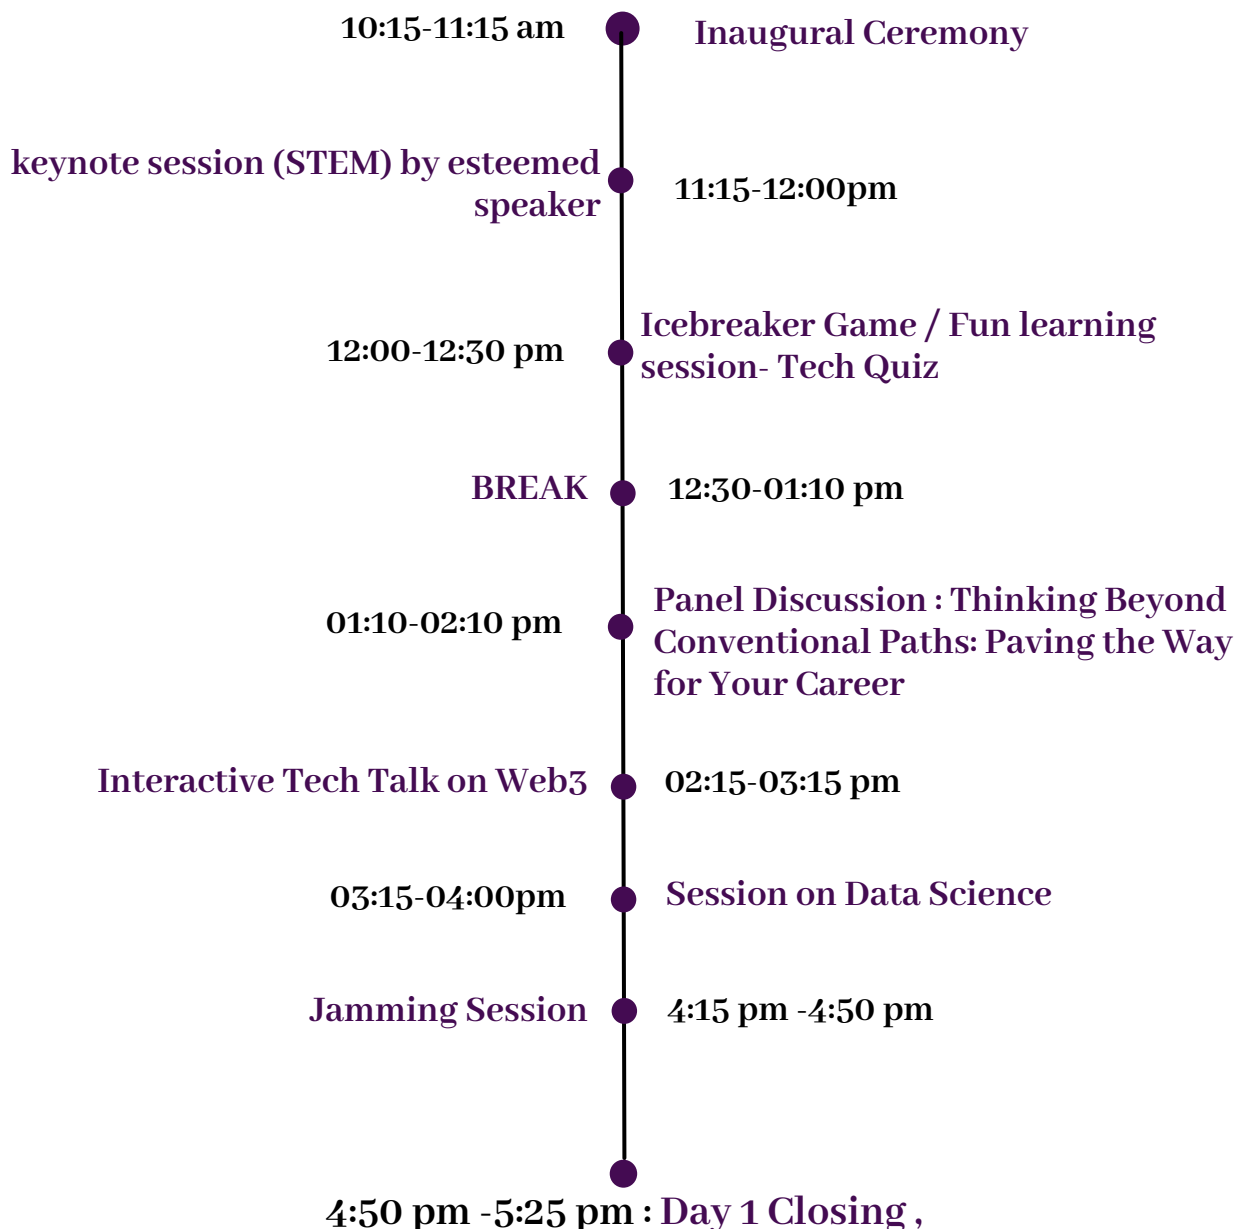 10:15-11:15 am
Inaugural Ceremony
keynote session (STEM) by esteemed
speaker
11:15-12:00pm
12:00-12:30 pm
Icebreaker Game / Fun learning
session- Tech Quiz
BREAK
12:30-01:10 pm
01:10-02:10 pm
Panel Discussion : Thinking Beyond
Conventional Paths: Paving the Way
for Your Career
Interactive Tech Talk on Web3
02:15-03:15 pm
03:15-04:00pm
Session on Data Science
Jamming Session
4:15 pm -4:50 pm
4:50 pm -5:25 pm : Day 1 Closing ,